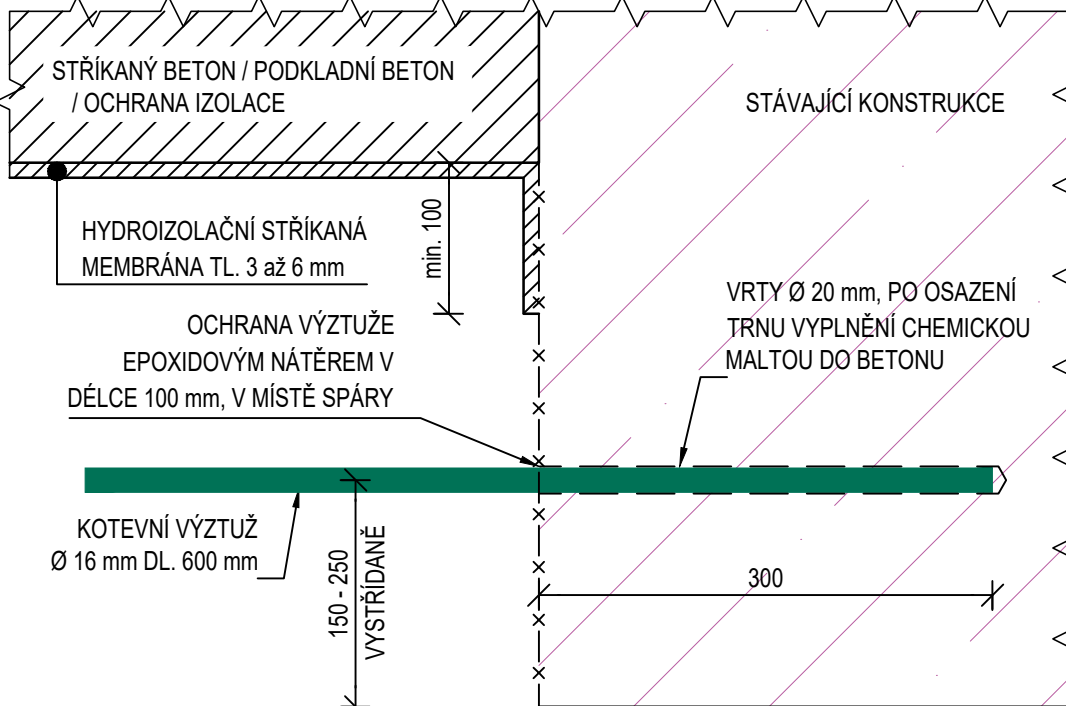 STŘÍKANÝ BETON / PODKLADNÍ BETON
/ OCHRANA IZOLACE
STÁVAJÍCÍ KONSTRUKCE
HYDROIZOLAČNÍ STŘÍKANÁ
MEMBRÁNA TL. 3 až 6 mm
min. 100
OCHRANA VÝZTUŽE
EPOXIDOVÝM NÁTĚREM V
DÉLCE 100 mm, V MÍSTĚ SPÁRY
VRTY Ø 20 mm, PO OSAZENÍ
TRNU VYPLNĚNÍ CHEMICKOU
MALTOU DO BETONU
KOTEVNÍ VÝZTUŽ
Ø 16 mm DL. 600 mm
150 - 250
VYSTŘÍDANĚ
300